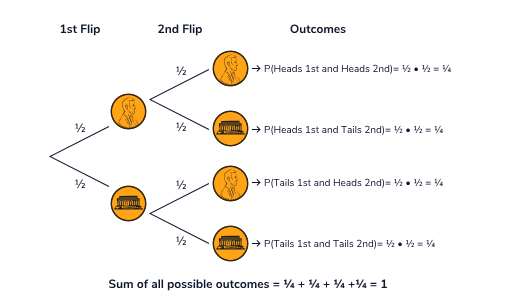 1st Flip 2nd Flip Outcomes
½ → P(Heads 1st and Heads 2nd)= ½ • ½ = ¼
½
½ → P(Heads 1st and Tails 2nd)= ½ • ½ = ¼
½ ½ → P(Tails 1st and Heads 2nd)= ½ • ½ = ¼
½ → P(Tails 1st and Tails 2nd)= ½ • ½ = ¼
Sum of all possible outcomes = ¼ + ¼ + ¼ +¼ = 1